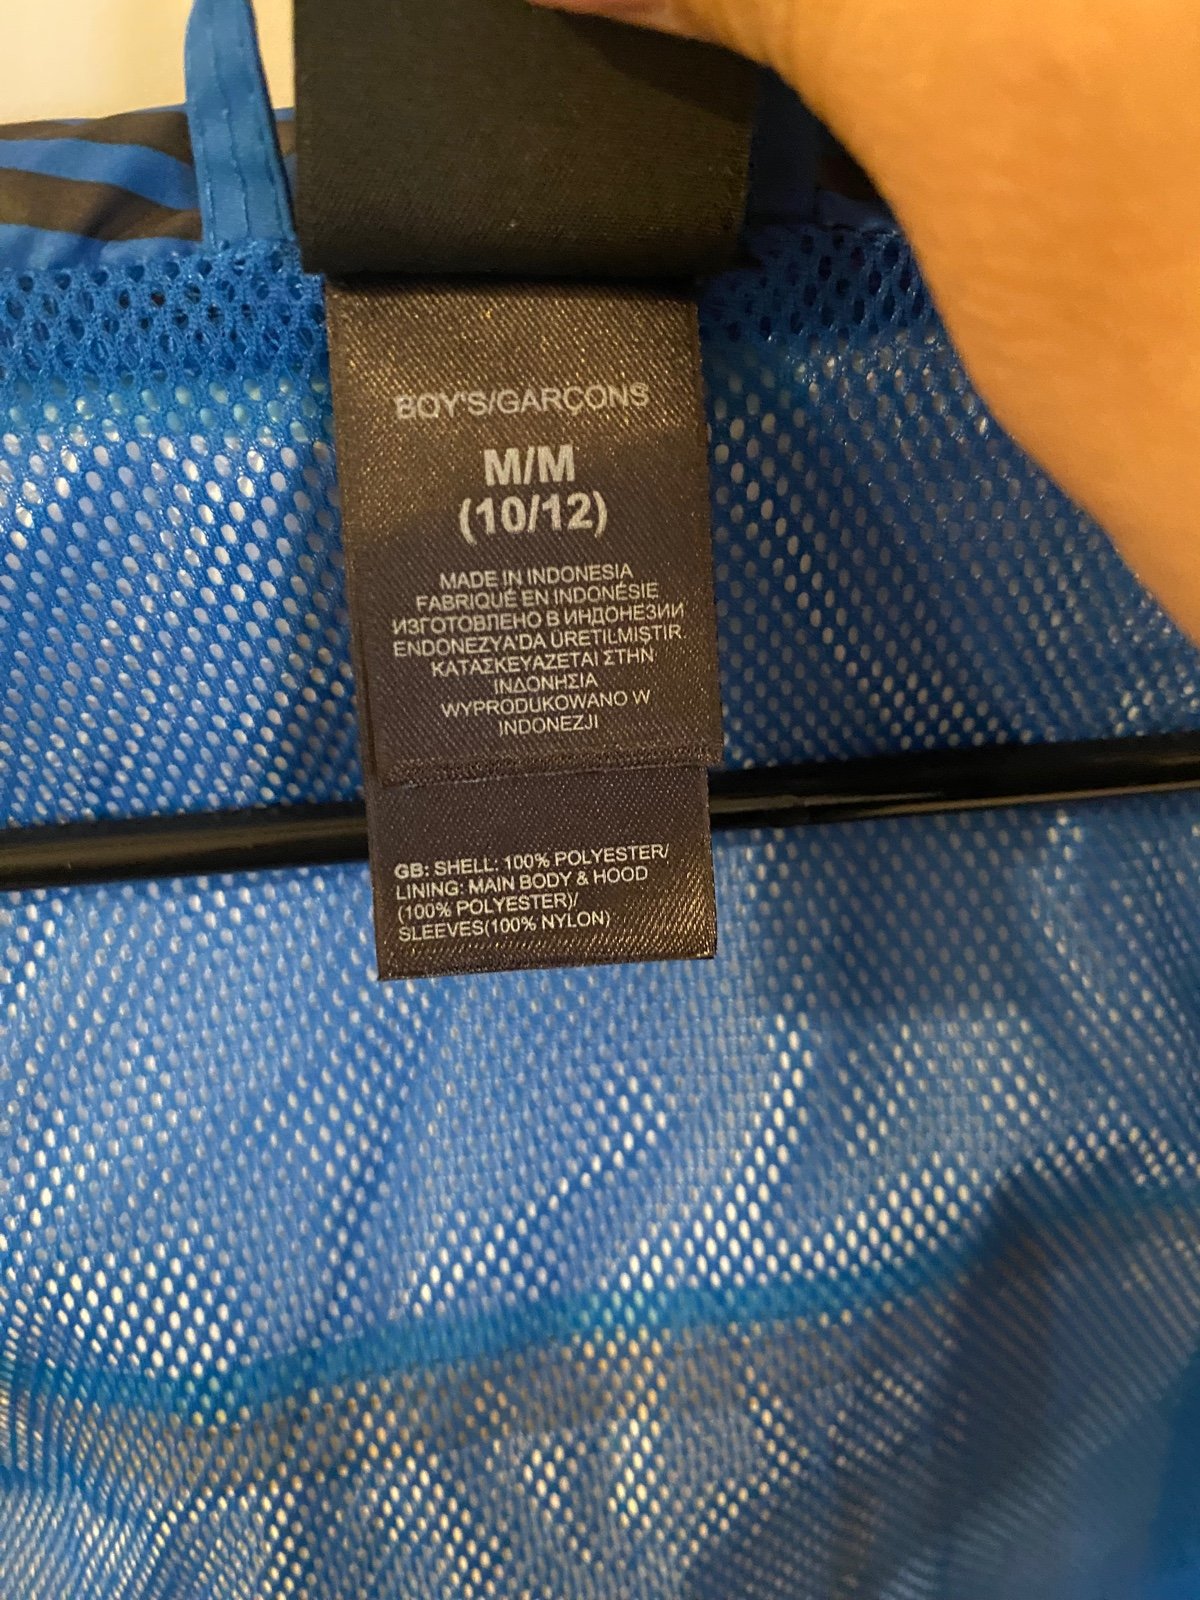 BOY'S/GARÇONS
M/M
(10/12)
MADE IN INDONESIA
FABRIQUÉ EN INDONÉSIE
ИЗГОТОВЛЕНО В ИНДОНЕЗИИ
ENDONEZYA'DA ÜRETILMIŞTIR.
ΚΑΤΑΣΚΕΥΑΖΕΤΑΙ ΣΤΗΝ
ΙΝΔΟΝΗΣΙΑ
WYPRODUKOWANO W
INDONEZJI
GB: SHELL: 100% POLYESTER/
LINING: MAIN BODY & HOOD
(100% POLYESTER)/
SLEEVES(100% NYLON)